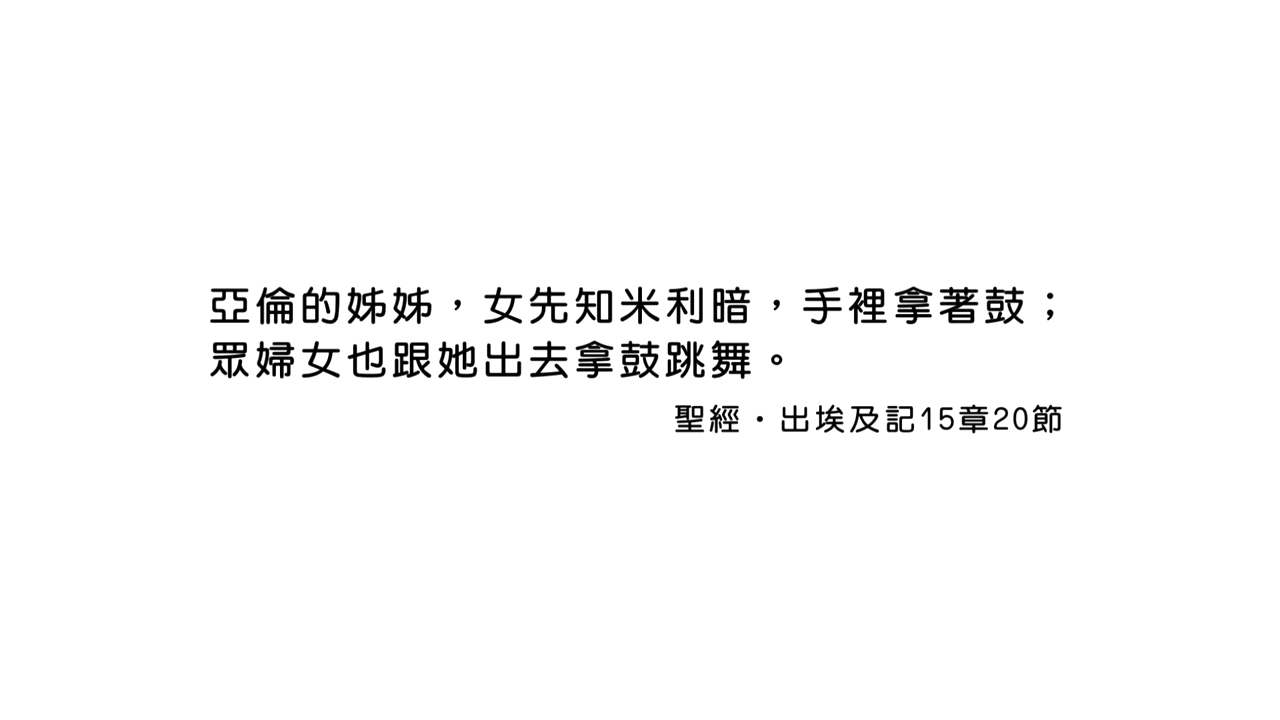 亞倫的姊姊，女先知米利暗，手裡拿著鼓；
眾婦女也跟她出去拿鼓跳舞。
聖經・出埃及記15章20節